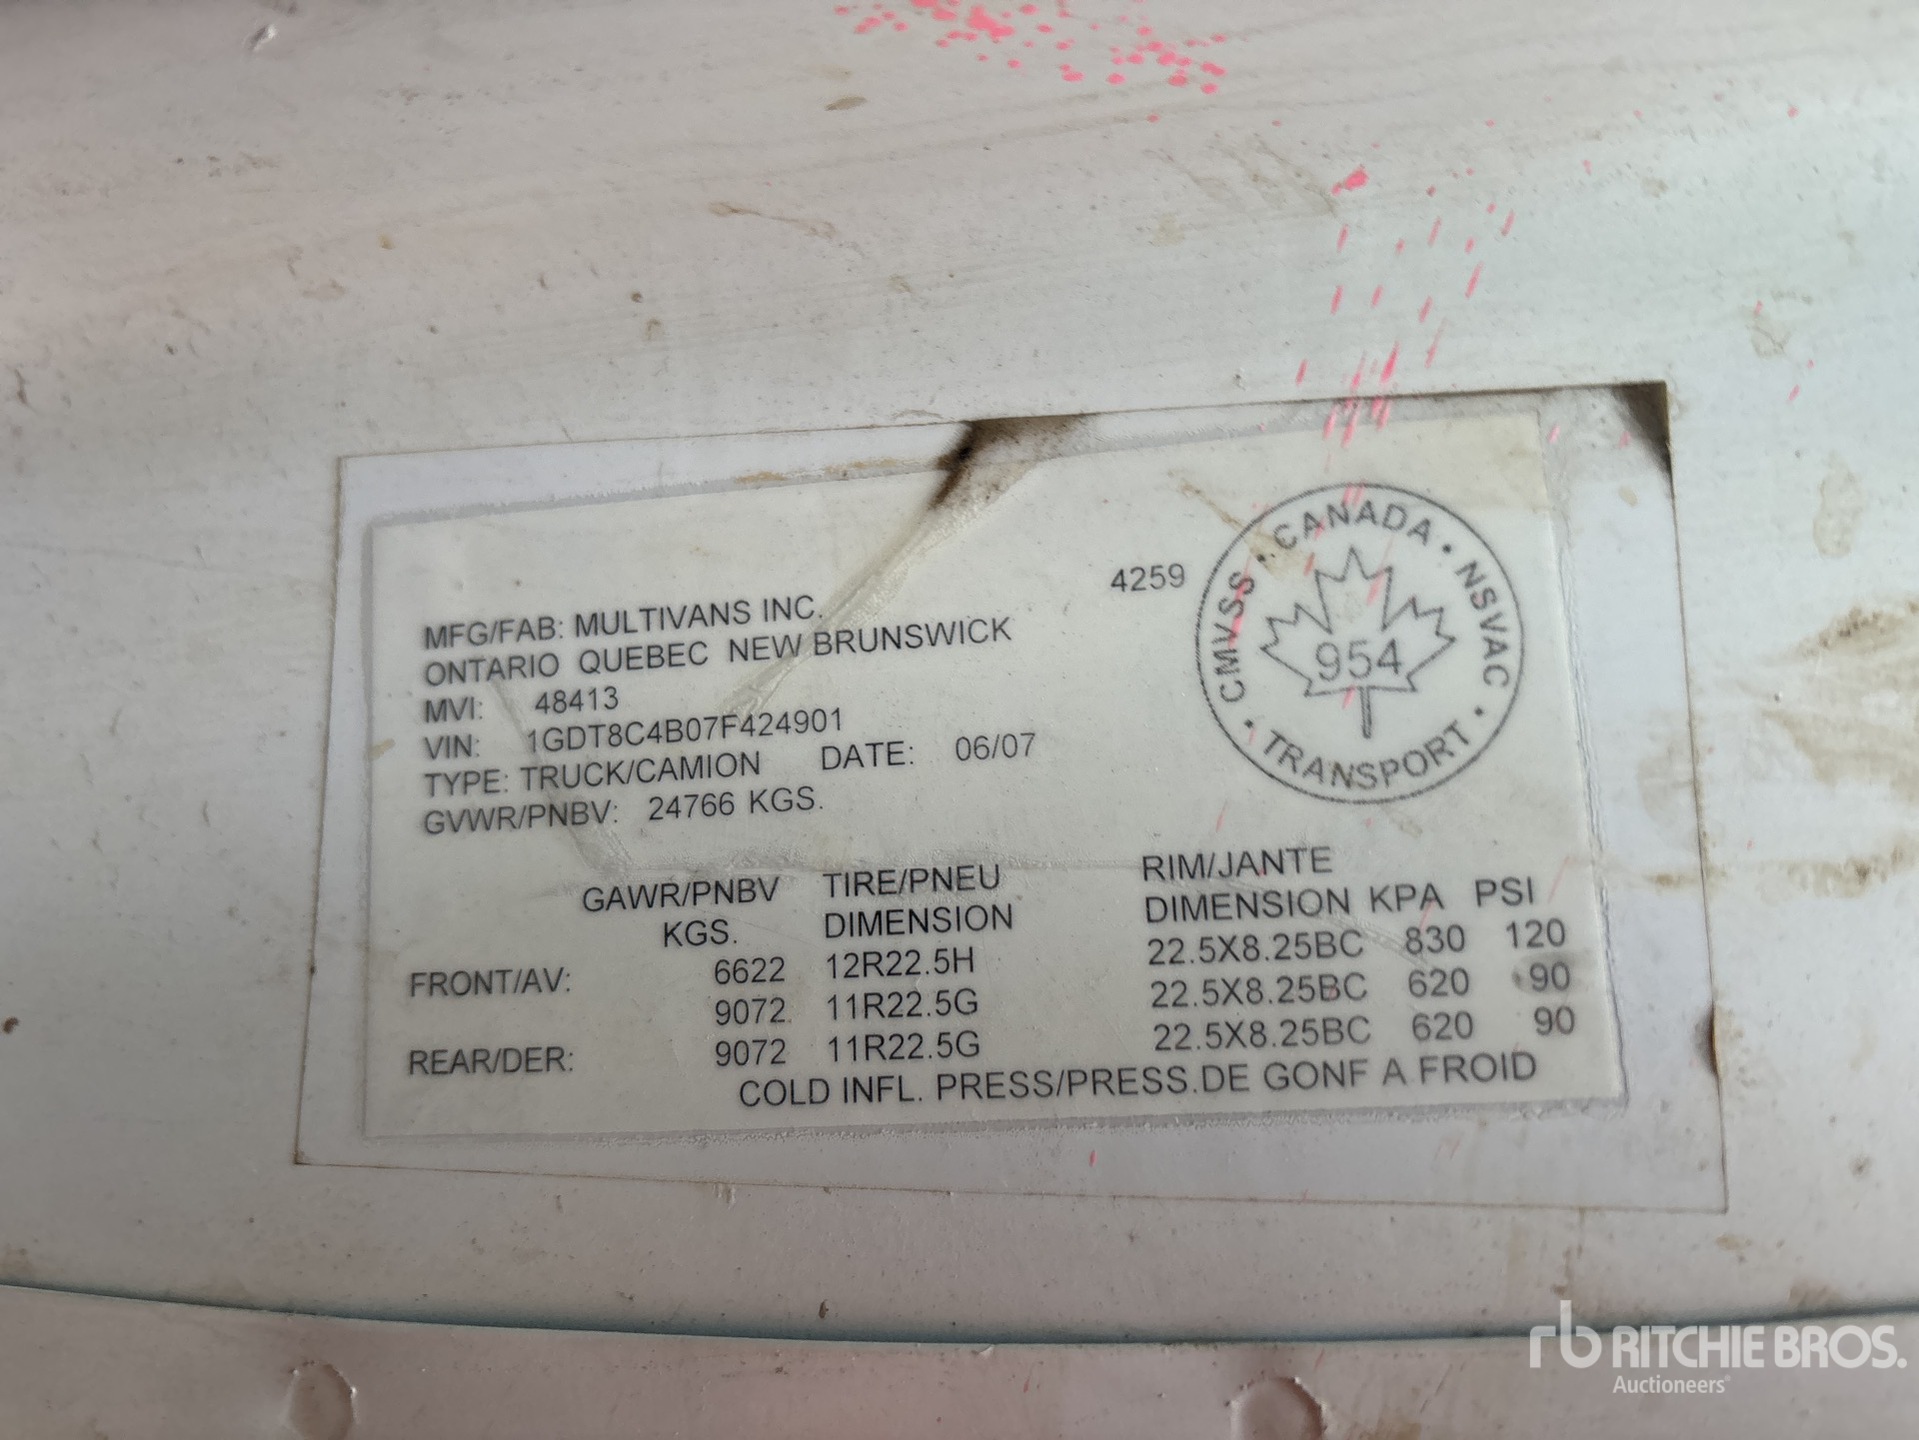 MFG/FAB: MULTIVANS INC.
ONTARIO QUEBEC NEW BRUNSWICK
MVI: 48413
VIN: 1GDT8C4B07F424901
TYPE: TRUCK/CAMION DATE: 06/07
GVWR/PNBV: 24766 KGS.
4259
CMVSS · CANADA · NSVAC · TRANSPORT ·
954
GAWR/PNBV TIRE/PNEU RIM/JANTE
KGS. DIMENSION DIMENSION KPA PSI
FRONT/AV: 6622 12R22.5H 22.5X8.25BC 830 120
9072 11R22.5G 22.5X8.25BC 620 90
REAR/DER: 9072 11R22.5G 22.5X8.25BC 620 90
COLD INFL. PRESS/PRESS.DE GONF A FROID
rb RITCHIE BROS.
Auctioneers